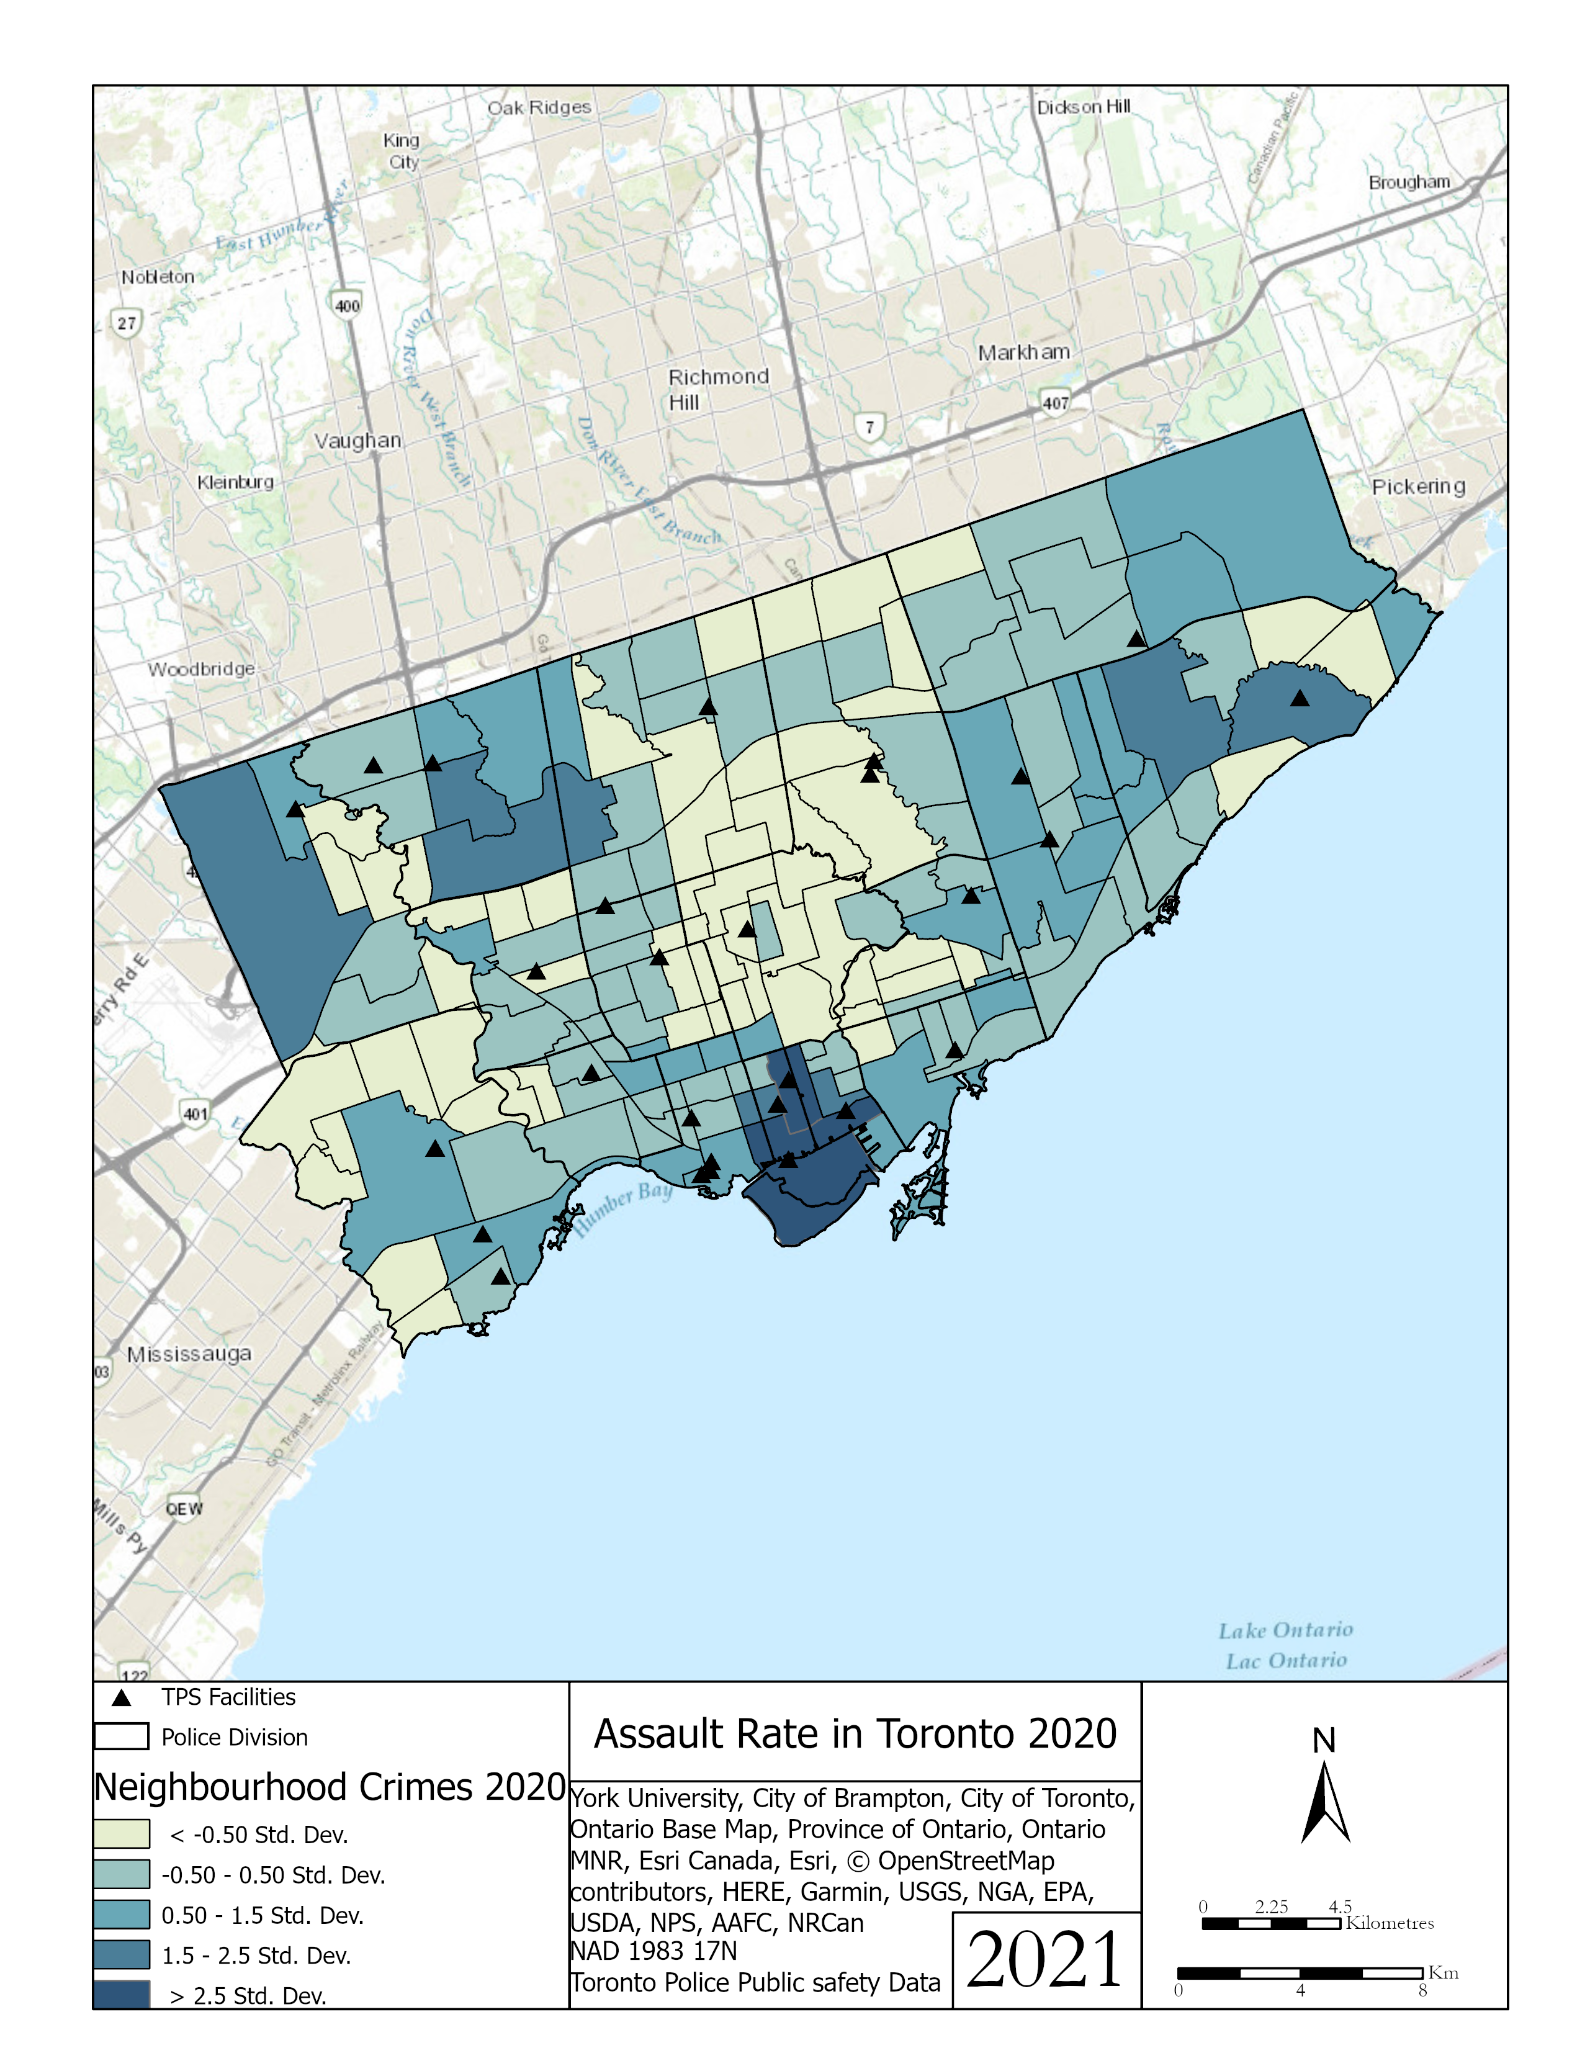 Oak Ridges
Dickson Hill
King
City
Canadian Pacific
Brougham
East Humber River
Nobleton
400
27
Don River West Branch
Markham
Richmond
Hill
407
7
Vaughan
Don River East Branch
Kleinburg
Pickering
ek
Woodbridge
erry Rd E
401
Humber Bay
Mississauga
03
GO Transit - Metrolinx Railway
QEW
Mills Py
122
Lake Ontario
Lac Ontario
TPS Facilities
Police Division
Neighbourhood Crimes 2020
< -0.50 Std. Dev.
-0.50 - 0.50 Std. Dev.
0.50 - 1.5 Std. Dev.
1.5 - 2.5 Std. Dev.
> 2.5 Std. Dev.
Assault Rate in Toronto 2020
York University, City of Brampton, City of Toronto,
Ontario Base Map, Province of Ontario, Ontario
MNR, Esri Canada, Esri, © OpenStreetMap
contributors, HERE, Garmin, USGS, NGA, EPA,
USDA, NPS, AAFC, NRCan
NAD 1983 17N
Toronto Police Public safety Data
2021
N
0 2.25 4.5
Kilometres
Km
0 4 8